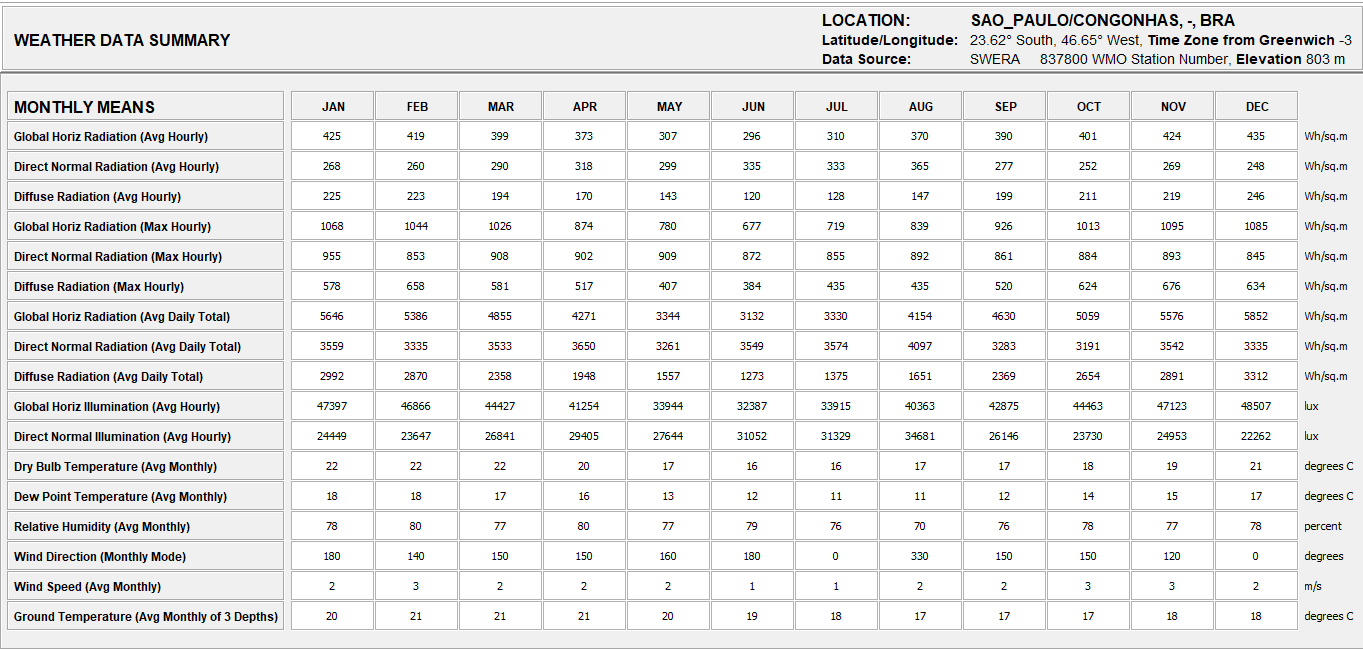 WEATHER DATA SUMMARY
LOCATION: SAO_PAULO/CONGONHAS, -, BRA
Latitude/Longitude: 23.62° South, 46.65° West, Time Zone from Greenwich -3
Data Source: SWERA 837800 WMO Station Number, Elevation 803 m
MONTHLY MEANS JAN FEB MAR APR MAY JUN JUL AUG SEP OCT NOV DEC
Global Horiz Radiation (Avg Hourly) 425 419 399 373 307 296 310 370 390 401 424 435 Wh/sq.m
Direct Normal Radiation (Avg Hourly) 268 260 290 318 299 335 333 365 277 252 269 248 Wh/sq.m
Diffuse Radiation (Avg Hourly) 225 223 194 170 143 120 128 147 199 211 219 246 Wh/sq.m
Global Horiz Radiation (Max Hourly) 1068 1044 1026 874 780 677 719 839 926 1013 1095 1085 Wh/sq.m
Direct Normal Radiation (Max Hourly) 955 853 908 902 909 872 855 892 861 884 893 845 Wh/sq.m
Diffuse Radiation (Max Hourly) 578 658 581 517 407 384 435 435 520 624 676 634 Wh/sq.m
Global Horiz Radiation (Avg Daily Total) 5646 5386 4855 4271 3344 3132 3330 4154 4630 5059 5576 5852 Wh/sq.m
Direct Normal Radiation (Avg Daily Total) 3559 3335 3533 3650 3261 3549 3574 4097 3283 3191 3542 3335 Wh/sq.m
Diffuse Radiation (Avg Daily Total) 2992 2870 2358 1948 1557 1273 1375 1651 2369 2654 2891 3312 Wh/sq.m
Global Horiz Illumination (Avg Hourly) 47397 46866 44427 41254 33944 32387 33915 40363 42875 44463 47123 48507 lux
Direct Normal Illumination (Avg Hourly) 24449 23647 26841 29405 27644 31052 31329 34681 26146 23730 24953 22262 lux
Dry Bulb Temperature (Avg Monthly) 22 22 22 20 17 16 16 17 17 18 19 21 degrees C
Dew Point Temperature (Avg Monthly) 18 18 17 16 13 12 11 11 12 14 15 17 degrees C
Relative Humidity (Avg Monthly) 78 80 77 80 77 79 76 70 76 78 77 78 percent
Wind Direction (Monthly Mode) 180 140 150 150 160 180 0 330 150 150 120 0 degrees
Wind Speed (Avg Monthly) 2 3 2 2 2 1 1 2 2 3 3 2 m/s
Ground Temperature (Avg Monthly of 3 Depths) 20 21 21 21 20 19 18 17 17 17 18 18 degrees C